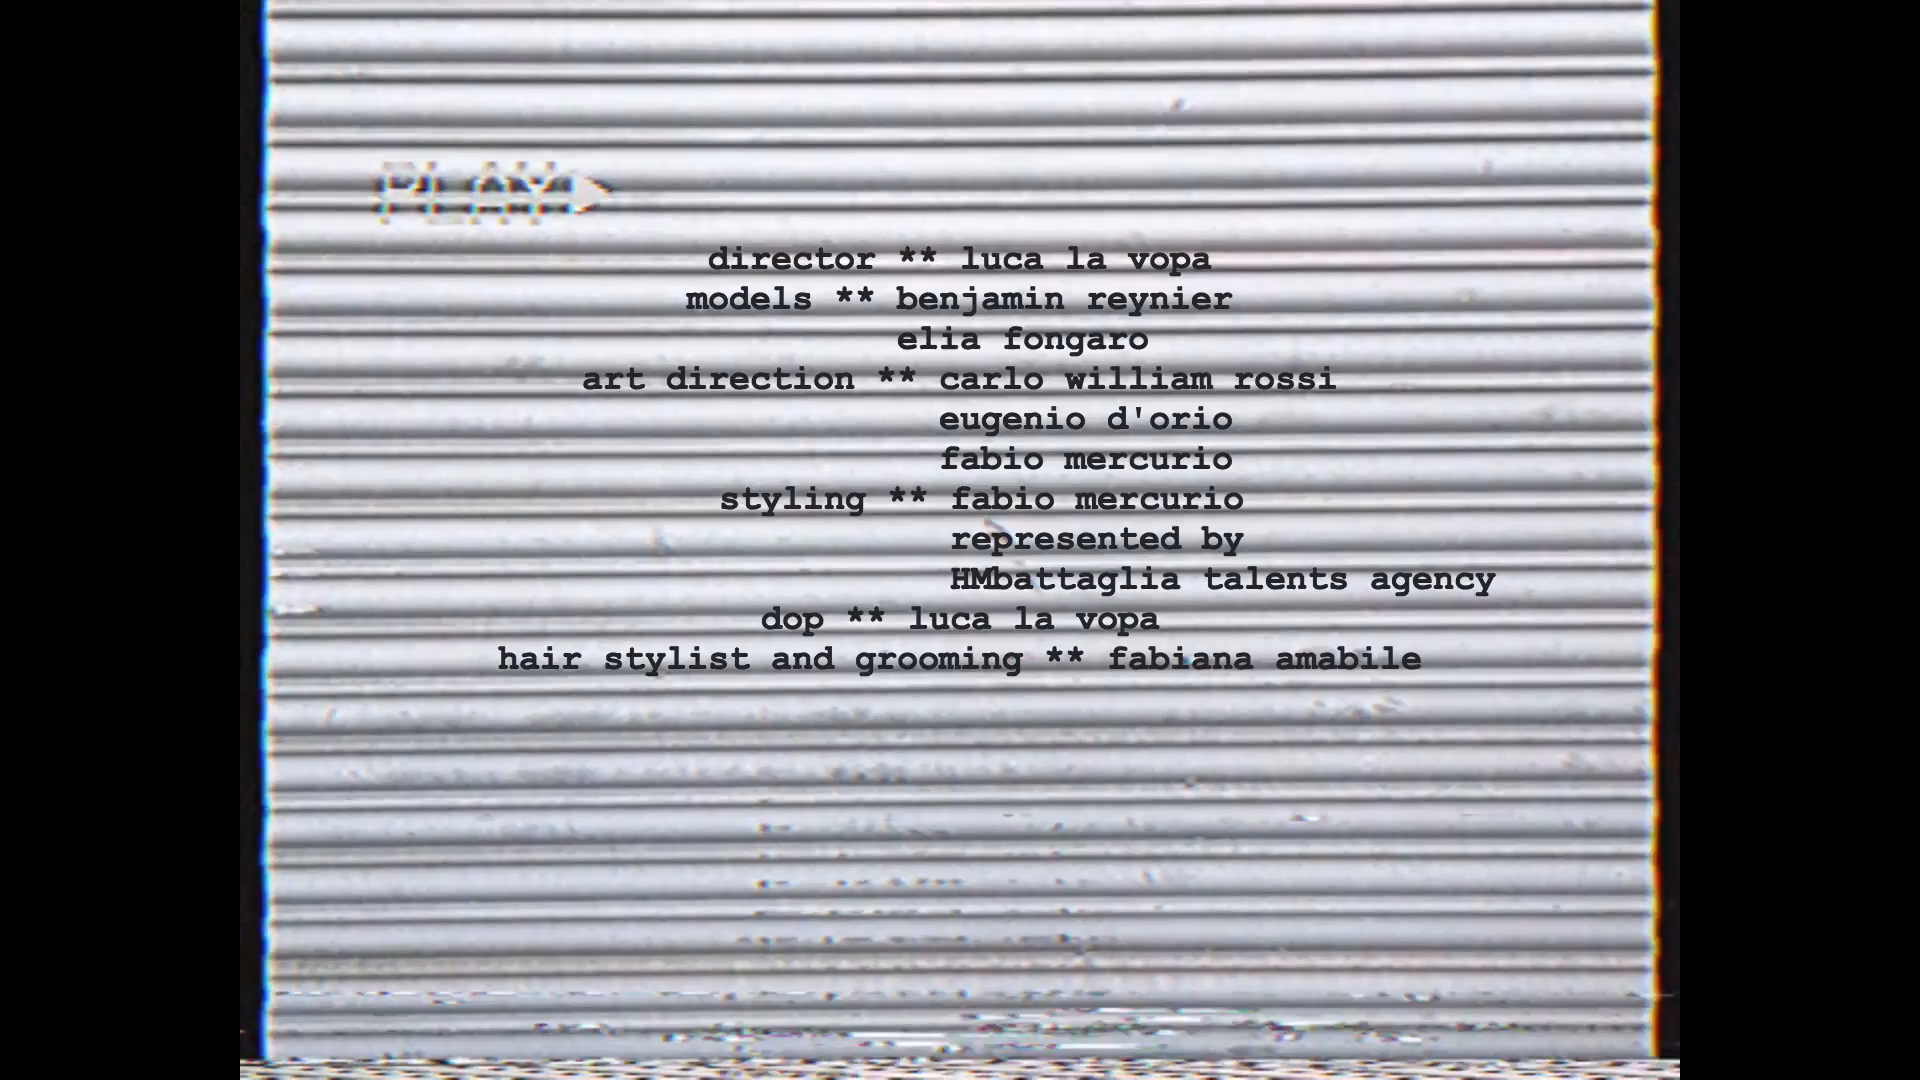 PLAY
director ** luca la vopa
models ** benjamin reynier
elia fongaro
art direction ** carlo william rossi
eugenio d'orio
fabio mercurio
styling ** fabio mercurio
represented by
HMbattaglia talents agency
dop ** luca la vopa
hair stylist and grooming ** fabiana amabile